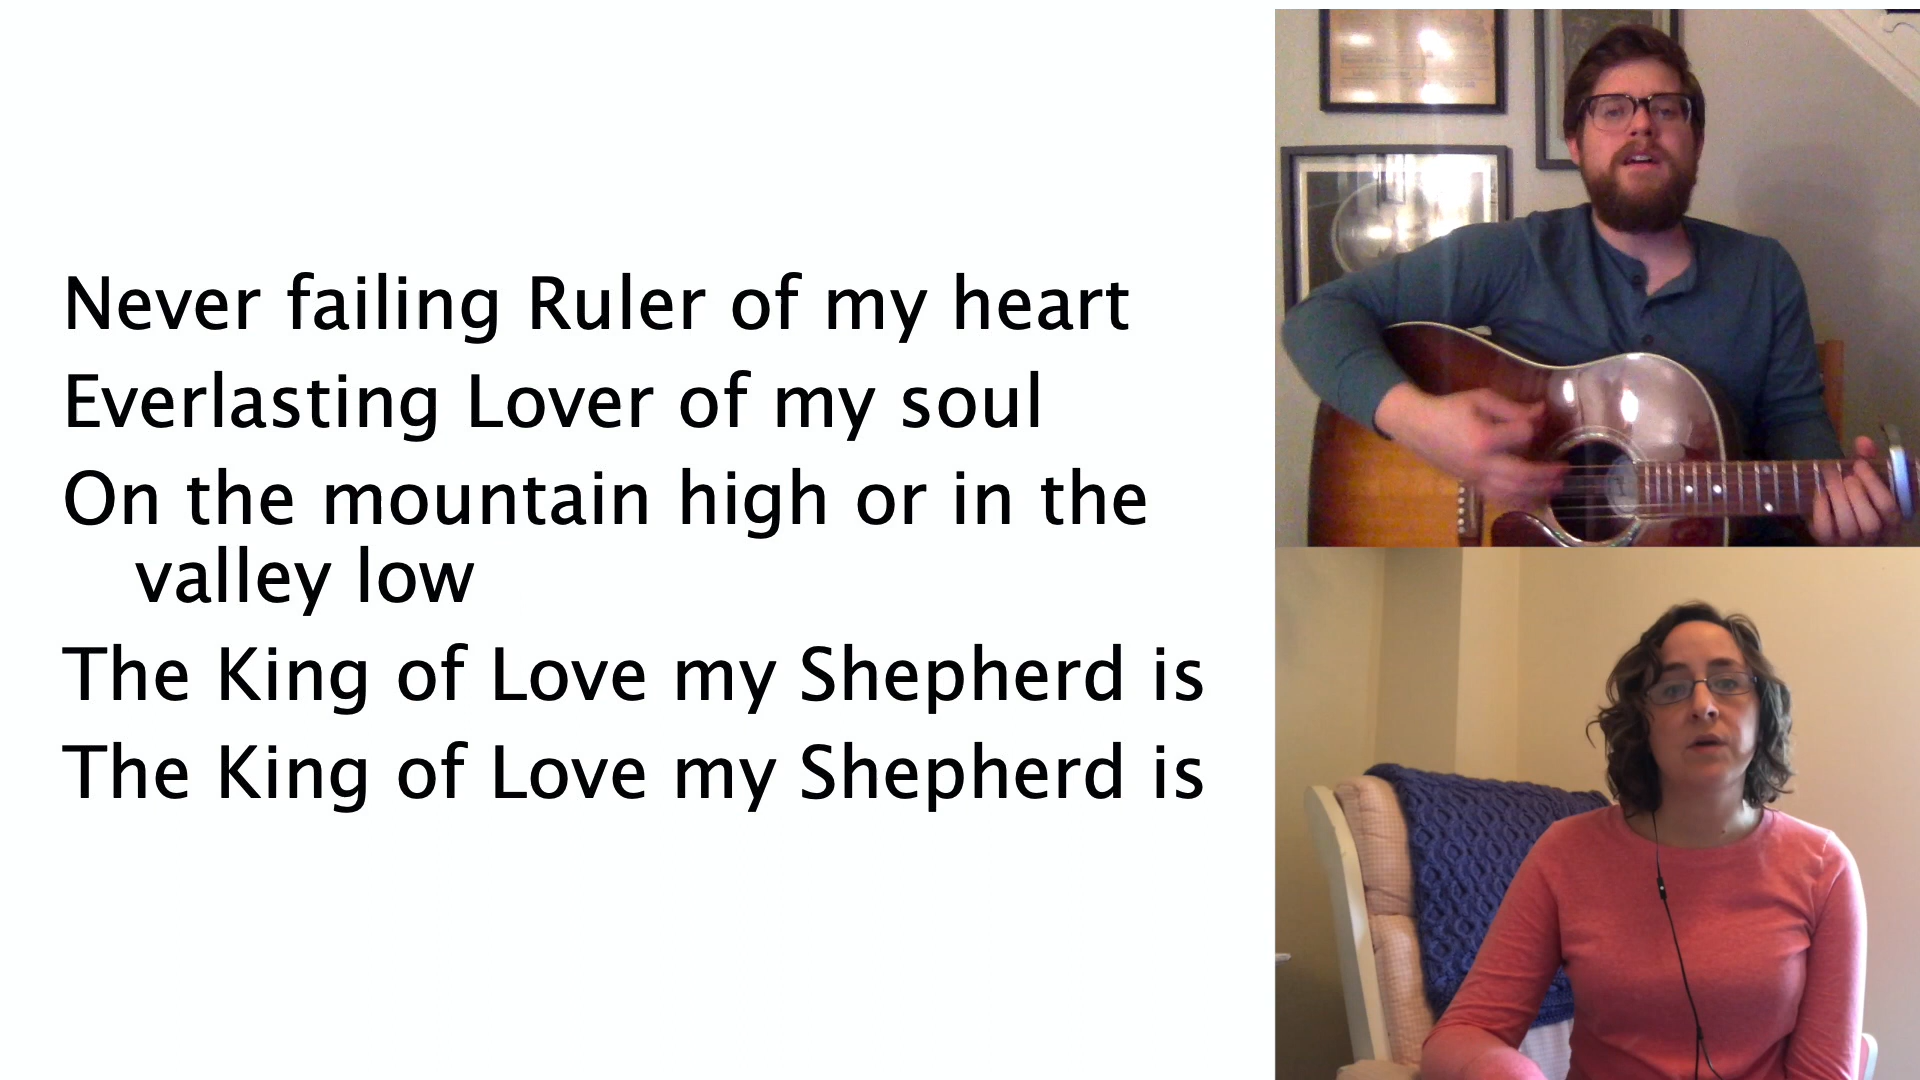 Never failing Ruler of my heart
Everlasting Lover of my soul
On the mountain high or in the
valley low
The King of Love my Shepherd is
The King of Love my Shepherd is